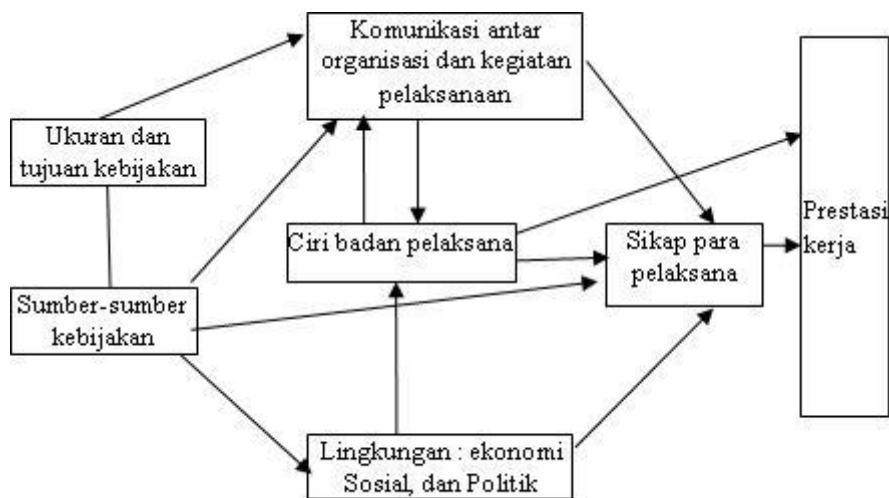 Komunikasi antar
organisasi dan kegiatan
pelaksanaan
Ukuran dan
tujuan kebijakan
Ciri badan pelaksana
Sikap para
pelaksana
Prestasi
kerja
Sumber-sumber
kebijakan
Lingkungan : ekonomi
Sosial, dan Politik